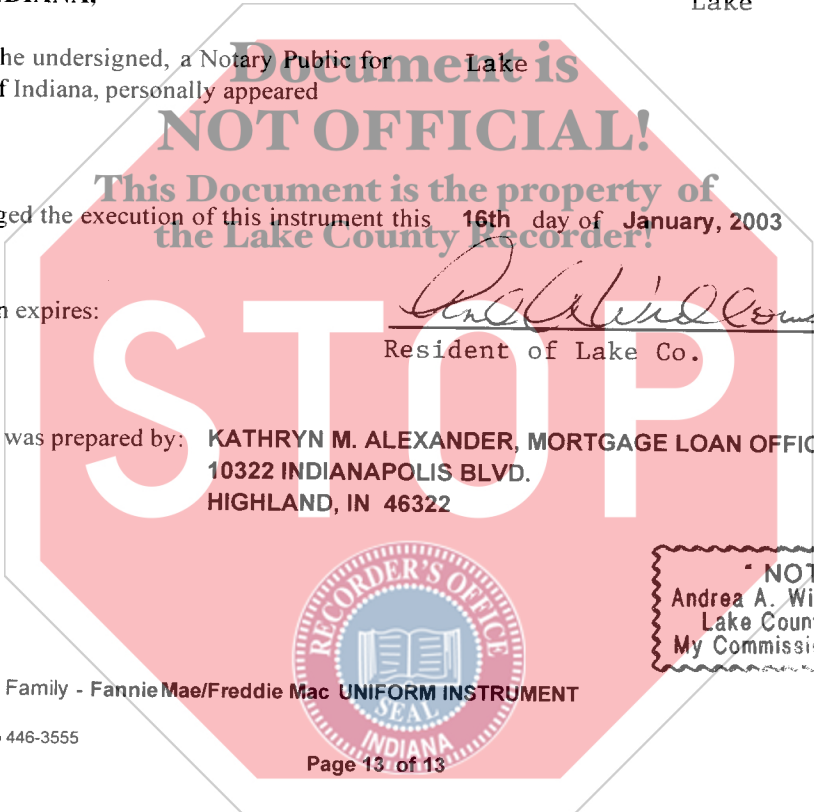 NDIANA,
Lake
he undersigned, a Notary Public for Lake
Document is
f Indiana, personally appeared
NOT OFFICIAL!
This Document is the property of
ged the execution of this instrument this 16th day of January, 2003
the Lake County Recorder!
n expires:
Resident of Lake Co.
STOP
was prepared by: KATHRYN M. ALEXANDER, MORTGAGE LOAN OFFIC
10322 INDIANAPOLIS BLVD.
HIGHLAND, IN 46322
" NOT
Andrea A. Wi
Lake Coun
My Commissi
RECORDER'S OFFICE
SEAL
INDIANA
Family - Fannie Mae/Freddie Mac UNIFORM INSTRUMENT
446-3555
Page 13 of 13